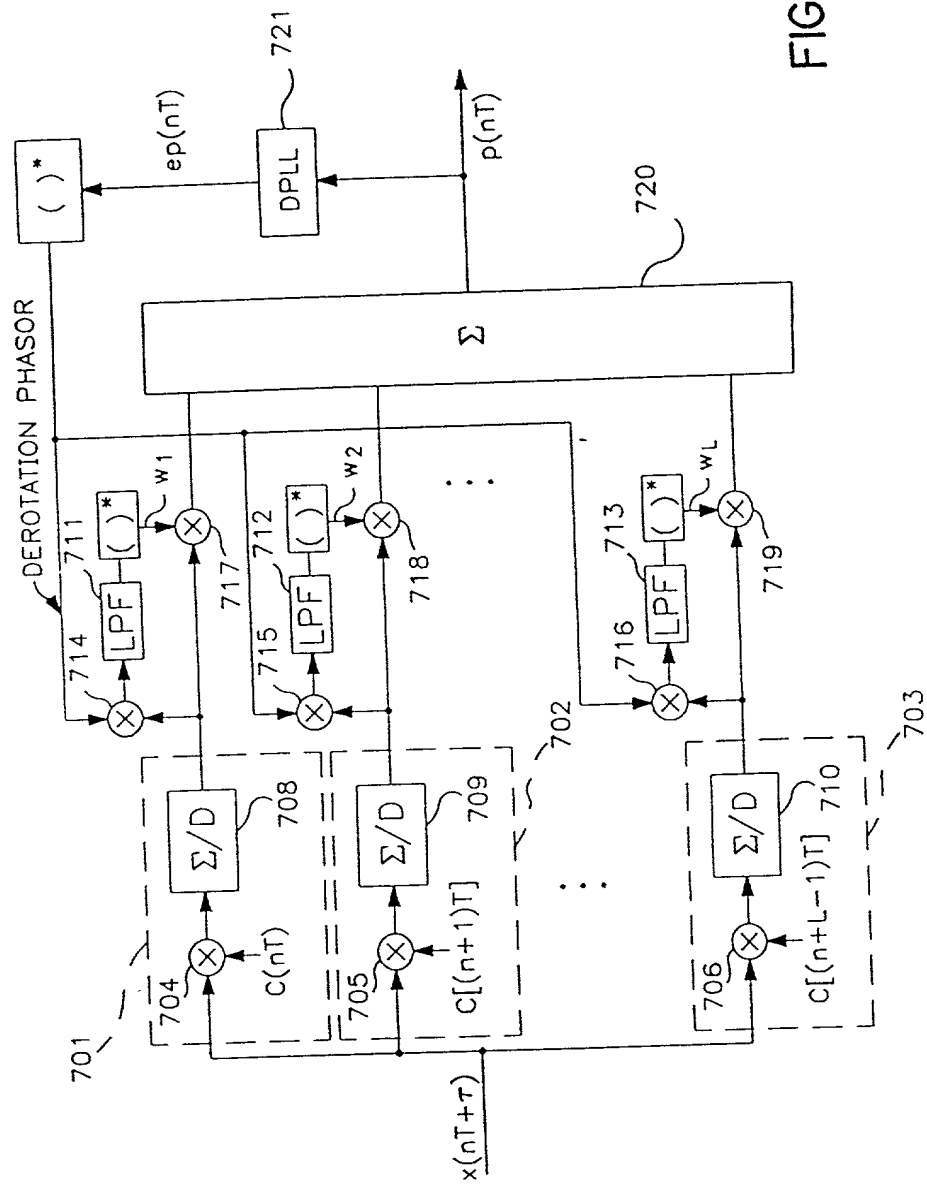 FIG
721
ep(nT)
( )*
DPLL
p(nT)
720
DEROTATION PHASOR
Σ
711
( )*
w1
714
LPF
717
712
( )*
w2
715
LPF
718
. . .
713
( )*
wL
716
LPF
719
701
704
Σ/D
708
C(nT)
702
705
Σ/D
709
C[(n+1)T]
. . .
703
706
Σ/D
710
C[(n+L-1)T]
x(nT+τ)